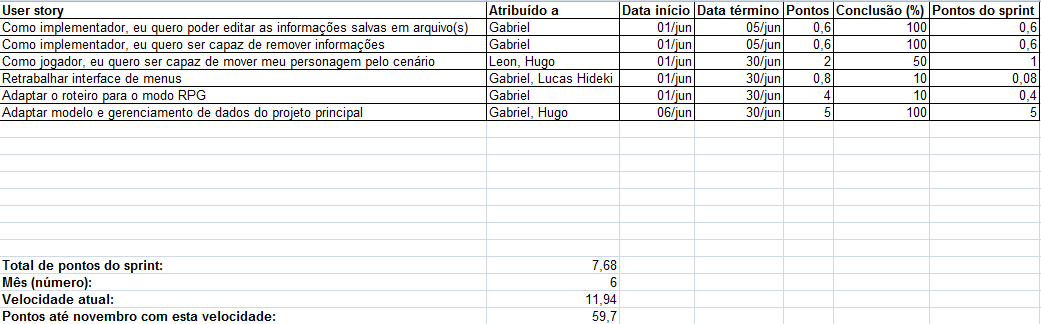 User story Atribuído a Data início Data término Pontos Conclusão (%) Pontos do sprint
Como implementador, eu quero poder editar as informações salvas em arquivo(s) Gabriel 01/jun 05/jun 0,6 100 0,6
Como implementador, eu quero ser capaz de remover informações Gabriel 01/jun 05/jun 0,6 100 0,6
Como jogador, eu quero ser capaz de mover meu personagem pelo cenário Leon, Hugo 01/jun 30/jun 2 50 1
Retrabalhar interface de menus Gabriel, Lucas Hideki 01/jun 30/jun 0,8 10 0,08
Adaptar o roteiro para o modo RPG Gabriel 01/jun 30/jun 4 10 0,4
Adaptar modelo e gerenciamento de dados do projeto principal Gabriel, Hugo 06/jun 30/jun 5 100 5
Total de pontos do sprint: 7,68
Mês (número): 6
Velocidade atual: 11,94
Pontos até novembro com esta velocidade: 59,7